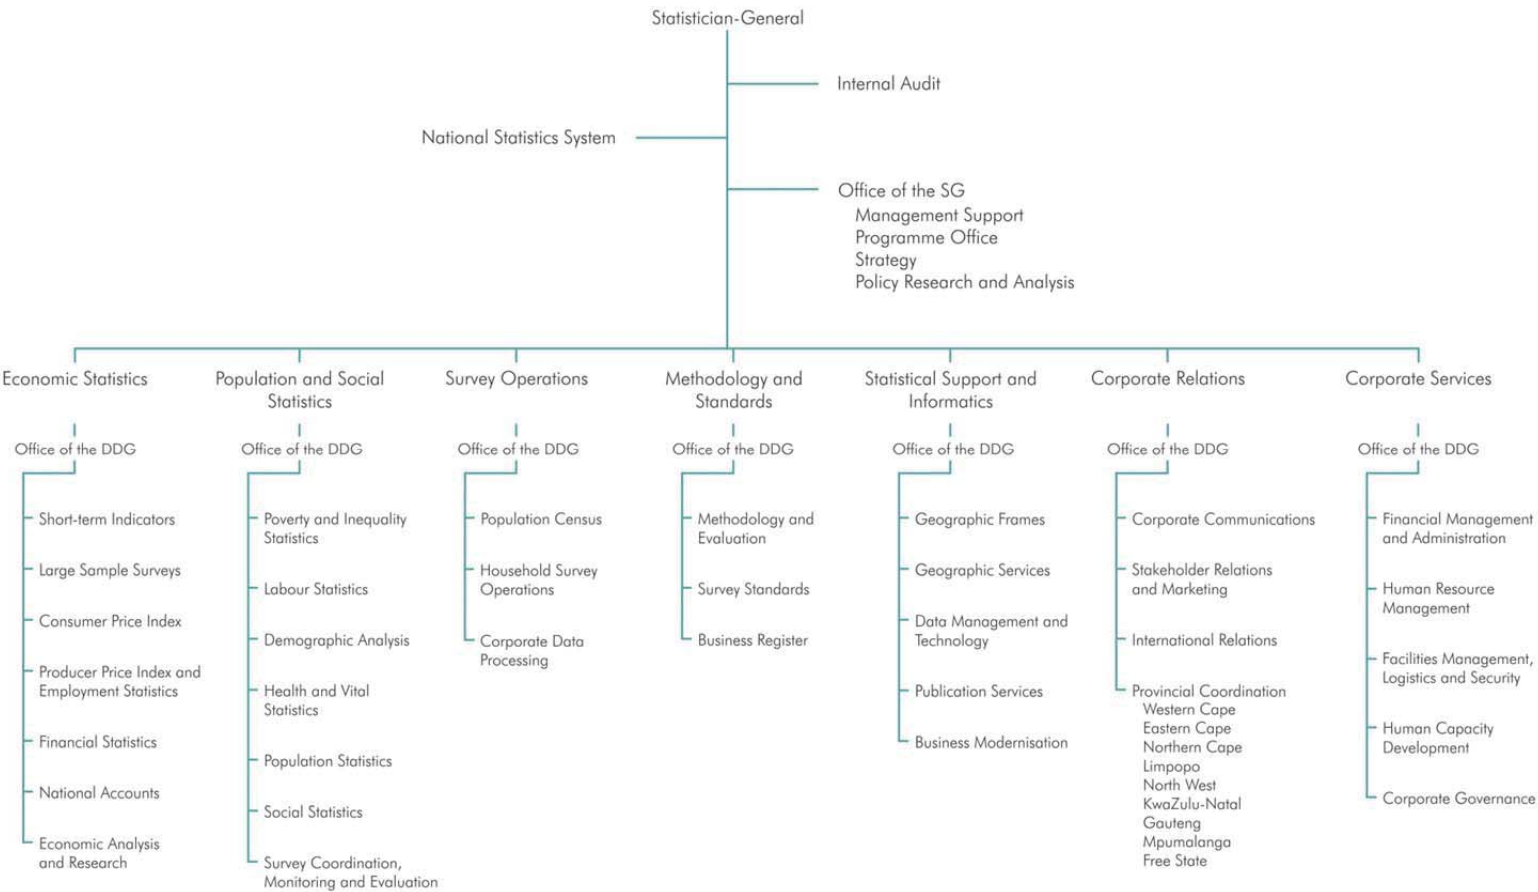 Statistician-General
Internal Audit
National Statistics System
Office of the SG
Management Support
Programme Office
Strategy
Policy Research and Analysis
Economic Statistics
Office of the DDG
Short-term Indicators
Large Sample Surveys
Consumer Price Index
Producer Price Index and
Employment Statistics
Financial Statistics
National Accounts
Economic Analysis
and Research
Population and Social
Statistics
Office of the DDG
Poverty and Inequality
Statistics
Labour Statistics
Demographic Analysis
Health and Vital
Statistics
Population Statistics
Social Statistics
Survey Coordination,
Monitoring and Evaluation
Survey Operations
Office of the DDG
Population Census
Household Survey
Operations
Corporate Data
Processing
Methodology and
Standards
Office of the DDG
Methodology and
Evaluation
Survey Standards
Business Register
Statistical Support and
Informatics
Office of the DDG
Geographic Frames
Geographic Services
Data Management and
Technology
Publication Services
Business Modernisation
Corporate Relations
Office of the DDG
Corporate Communications
Stakeholder Relations
and Marketing
International Relations
Provincial Coordination
Western Cape
Eastern Cape
Northern Cape
Limpopo
North West
KwaZulu-Natal
Gauteng
Mpumalanga
Free State
Corporate Services
Office of the DDG
Financial Management
and Administration
Human Resource
Management
Facilities Management,
Logistics and Security
Human Capacity
Development
Corporate Governance